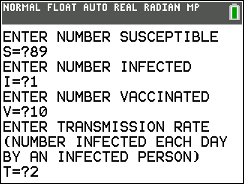 NORMAL FLOAT AUTO REAL RADIAN MP
ENTER NUMBER SUSCEPTIBLE
S=?89
ENTER NUMBER INFECTED
I=?1
ENTER NUMBER VACCINATED
V=?10
ENTER TRANSMISSION RATE
(NUMBER INFECTED EACH DAY
BY AN INFECTED PERSON)
T=?2